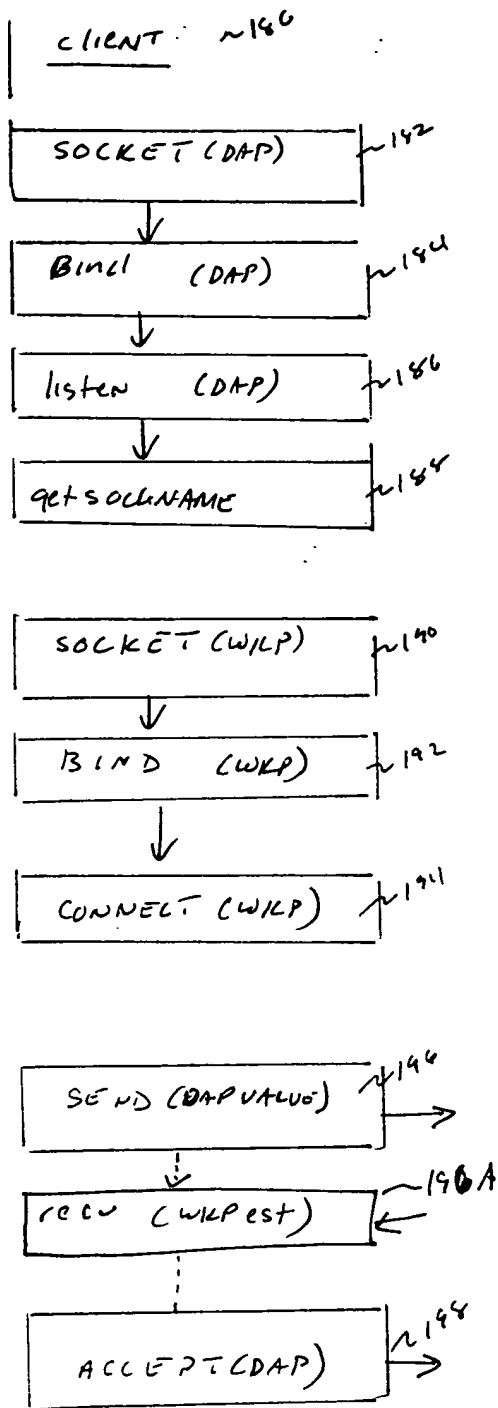 CLIENT ~180
SOCKET (DAP) ~182
Bind (DAP) ~184
listen (DAP) ~186
getSOCKNAME ~188
SOCKET (WKP) ~190
BIND (WKP) ~192
CONNECT (WKP) ~194
SEND (DAP VALUE) ~196
recv (WKP est) ~196A
ACCEPT (DAP) ~198